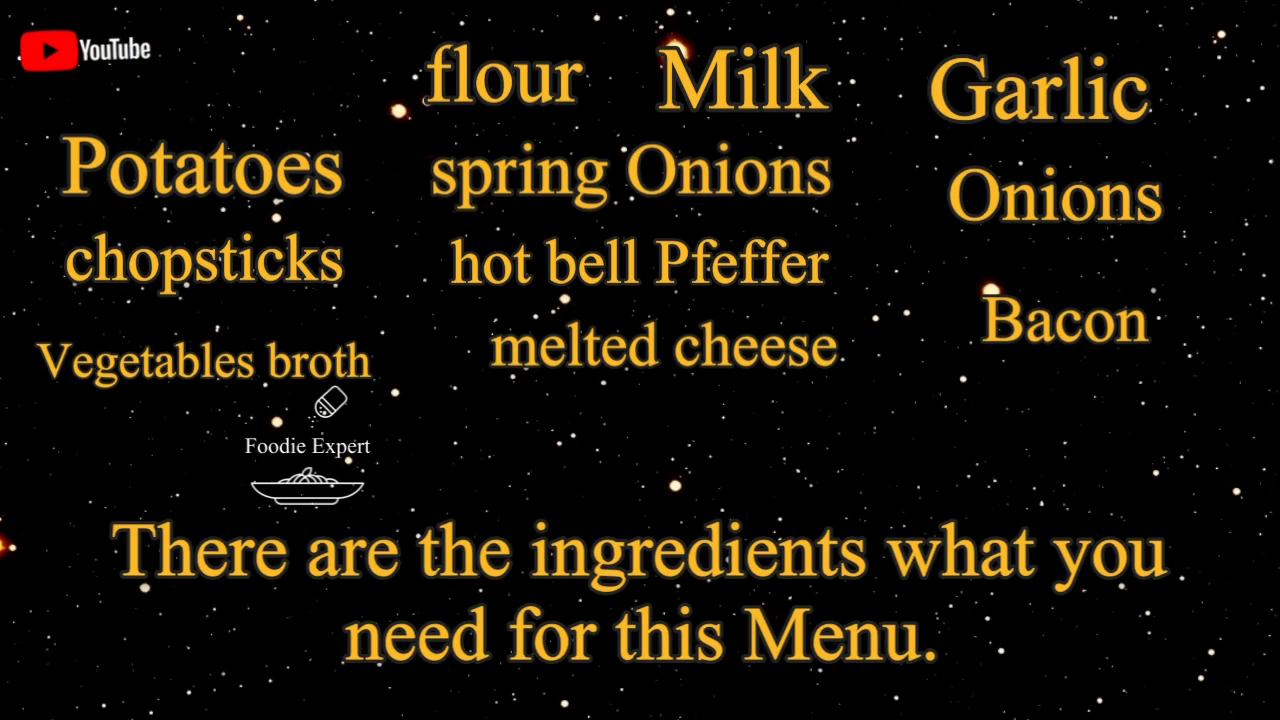 YouTube
flour Milk
Garlic
Potatoes
spring Onions
Onions
chopsticks
hot bell Pfeffer
Bacon
Vegetables broth
melted cheese
Foodie Expert
There are the ingredients what you
need for this Menu.